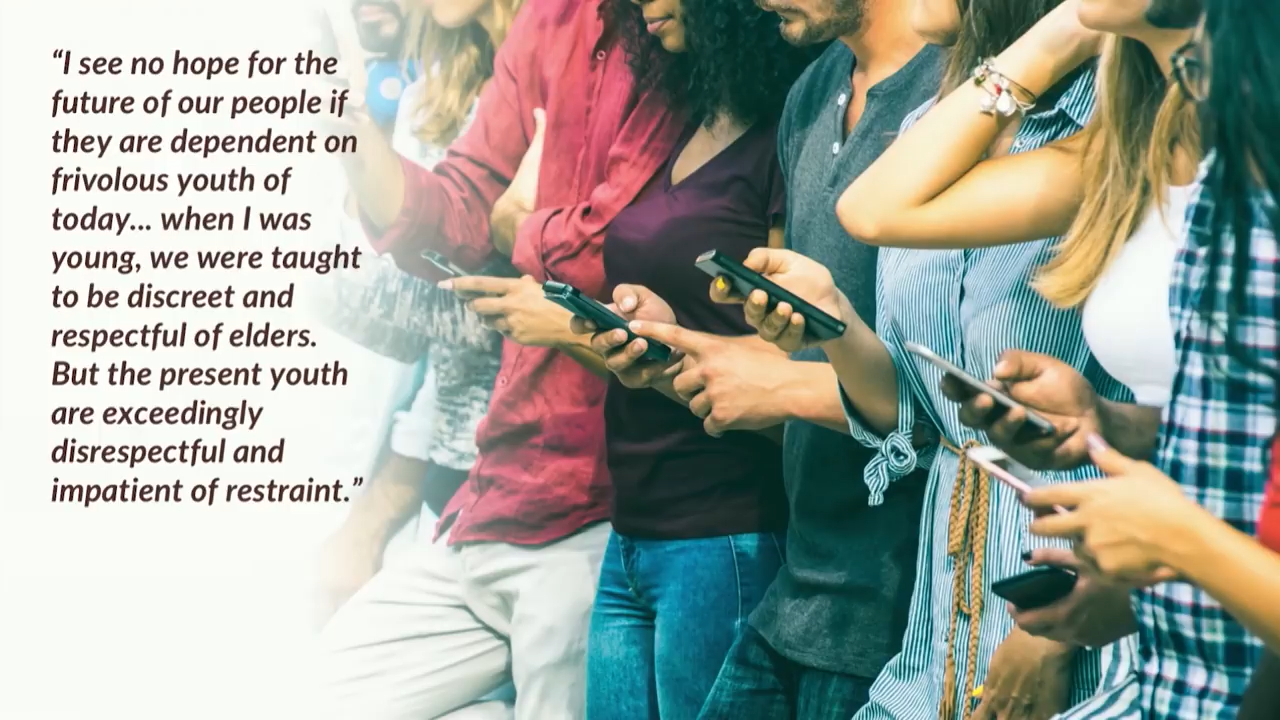 “I see no hope for the
future of our people if
they are dependent on
frivolous youth of
today... when I was
young, we were taught
to be discreet and
respectful of elders.
But the present youth
are exceedingly
disrespectful and
impatient of restraint.”